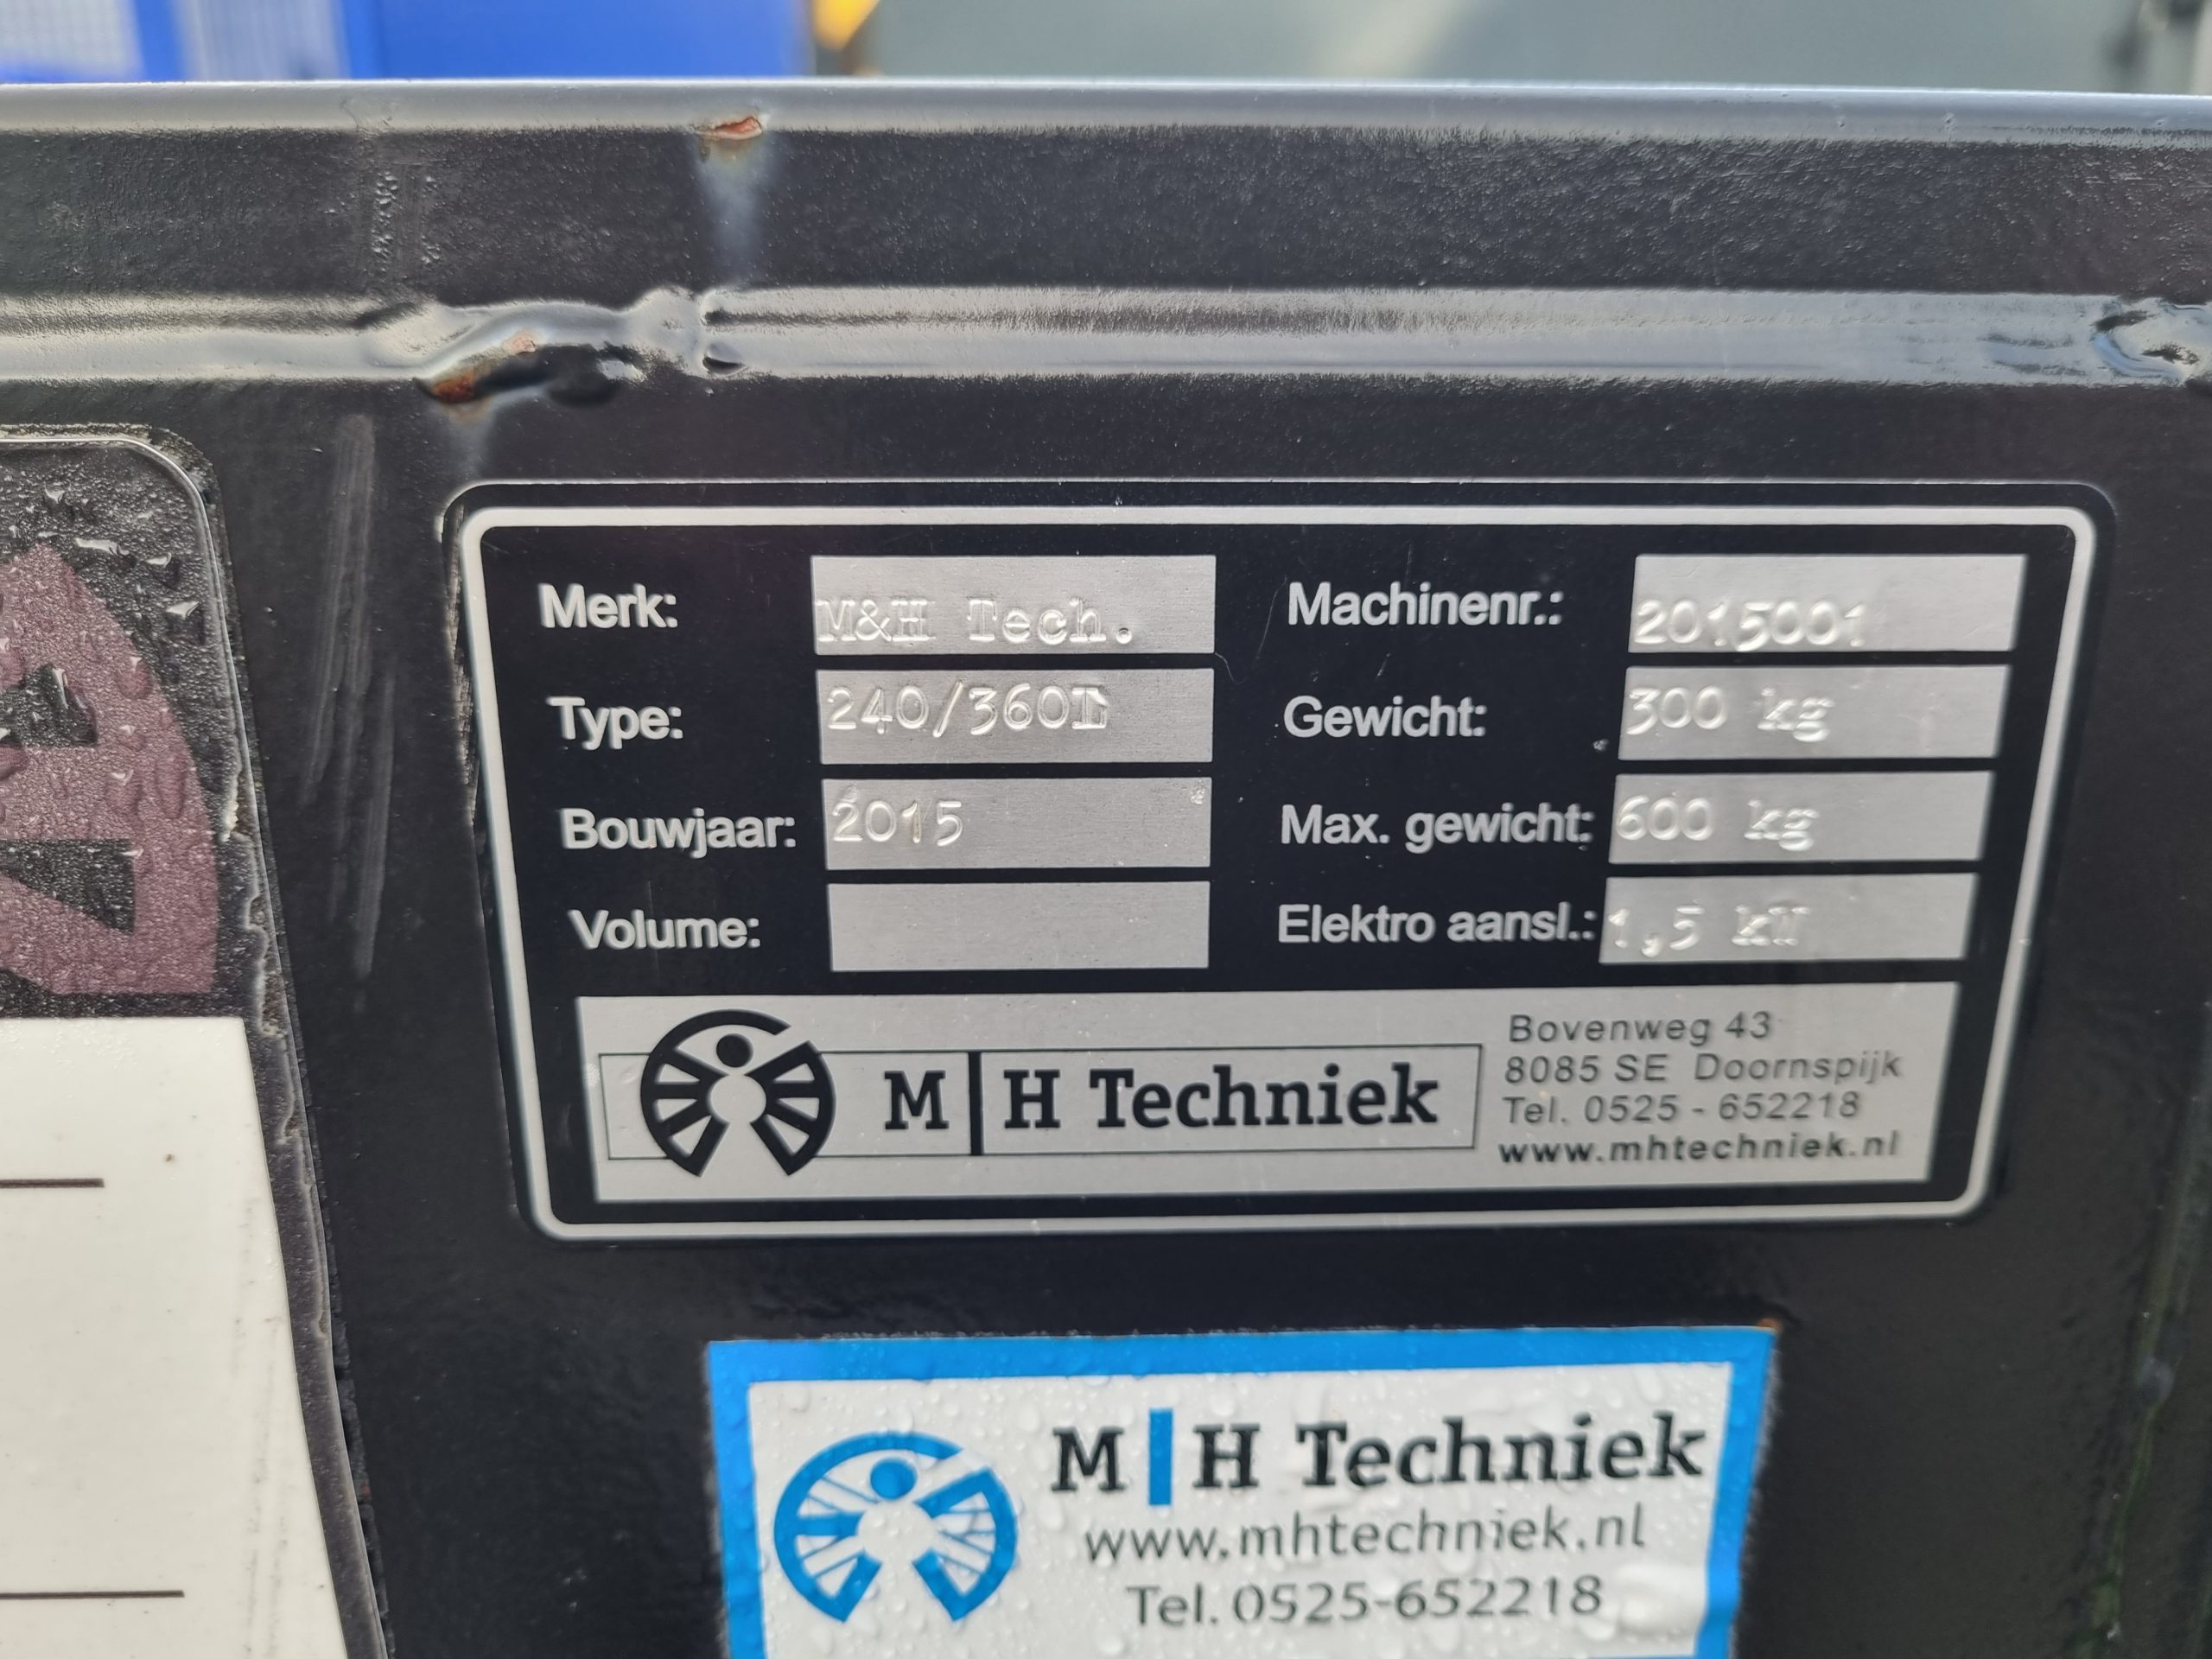 Merk: M&H Tech. Machinenr.: 2015001
Type: 240/360L Gewicht: 300 kg
Bouwjaar: 2015 Max. gewicht: 600 kg
Volume: Elektro aansl.: 1,5 kW
M|H Techniek
Bovenweg 43
8085 SE Doornspijk
Tel. 0525 - 652218
www.mhtechniek.nl
M|H Techniek
www.mhtechniek.nl
Tel. 0525-652218